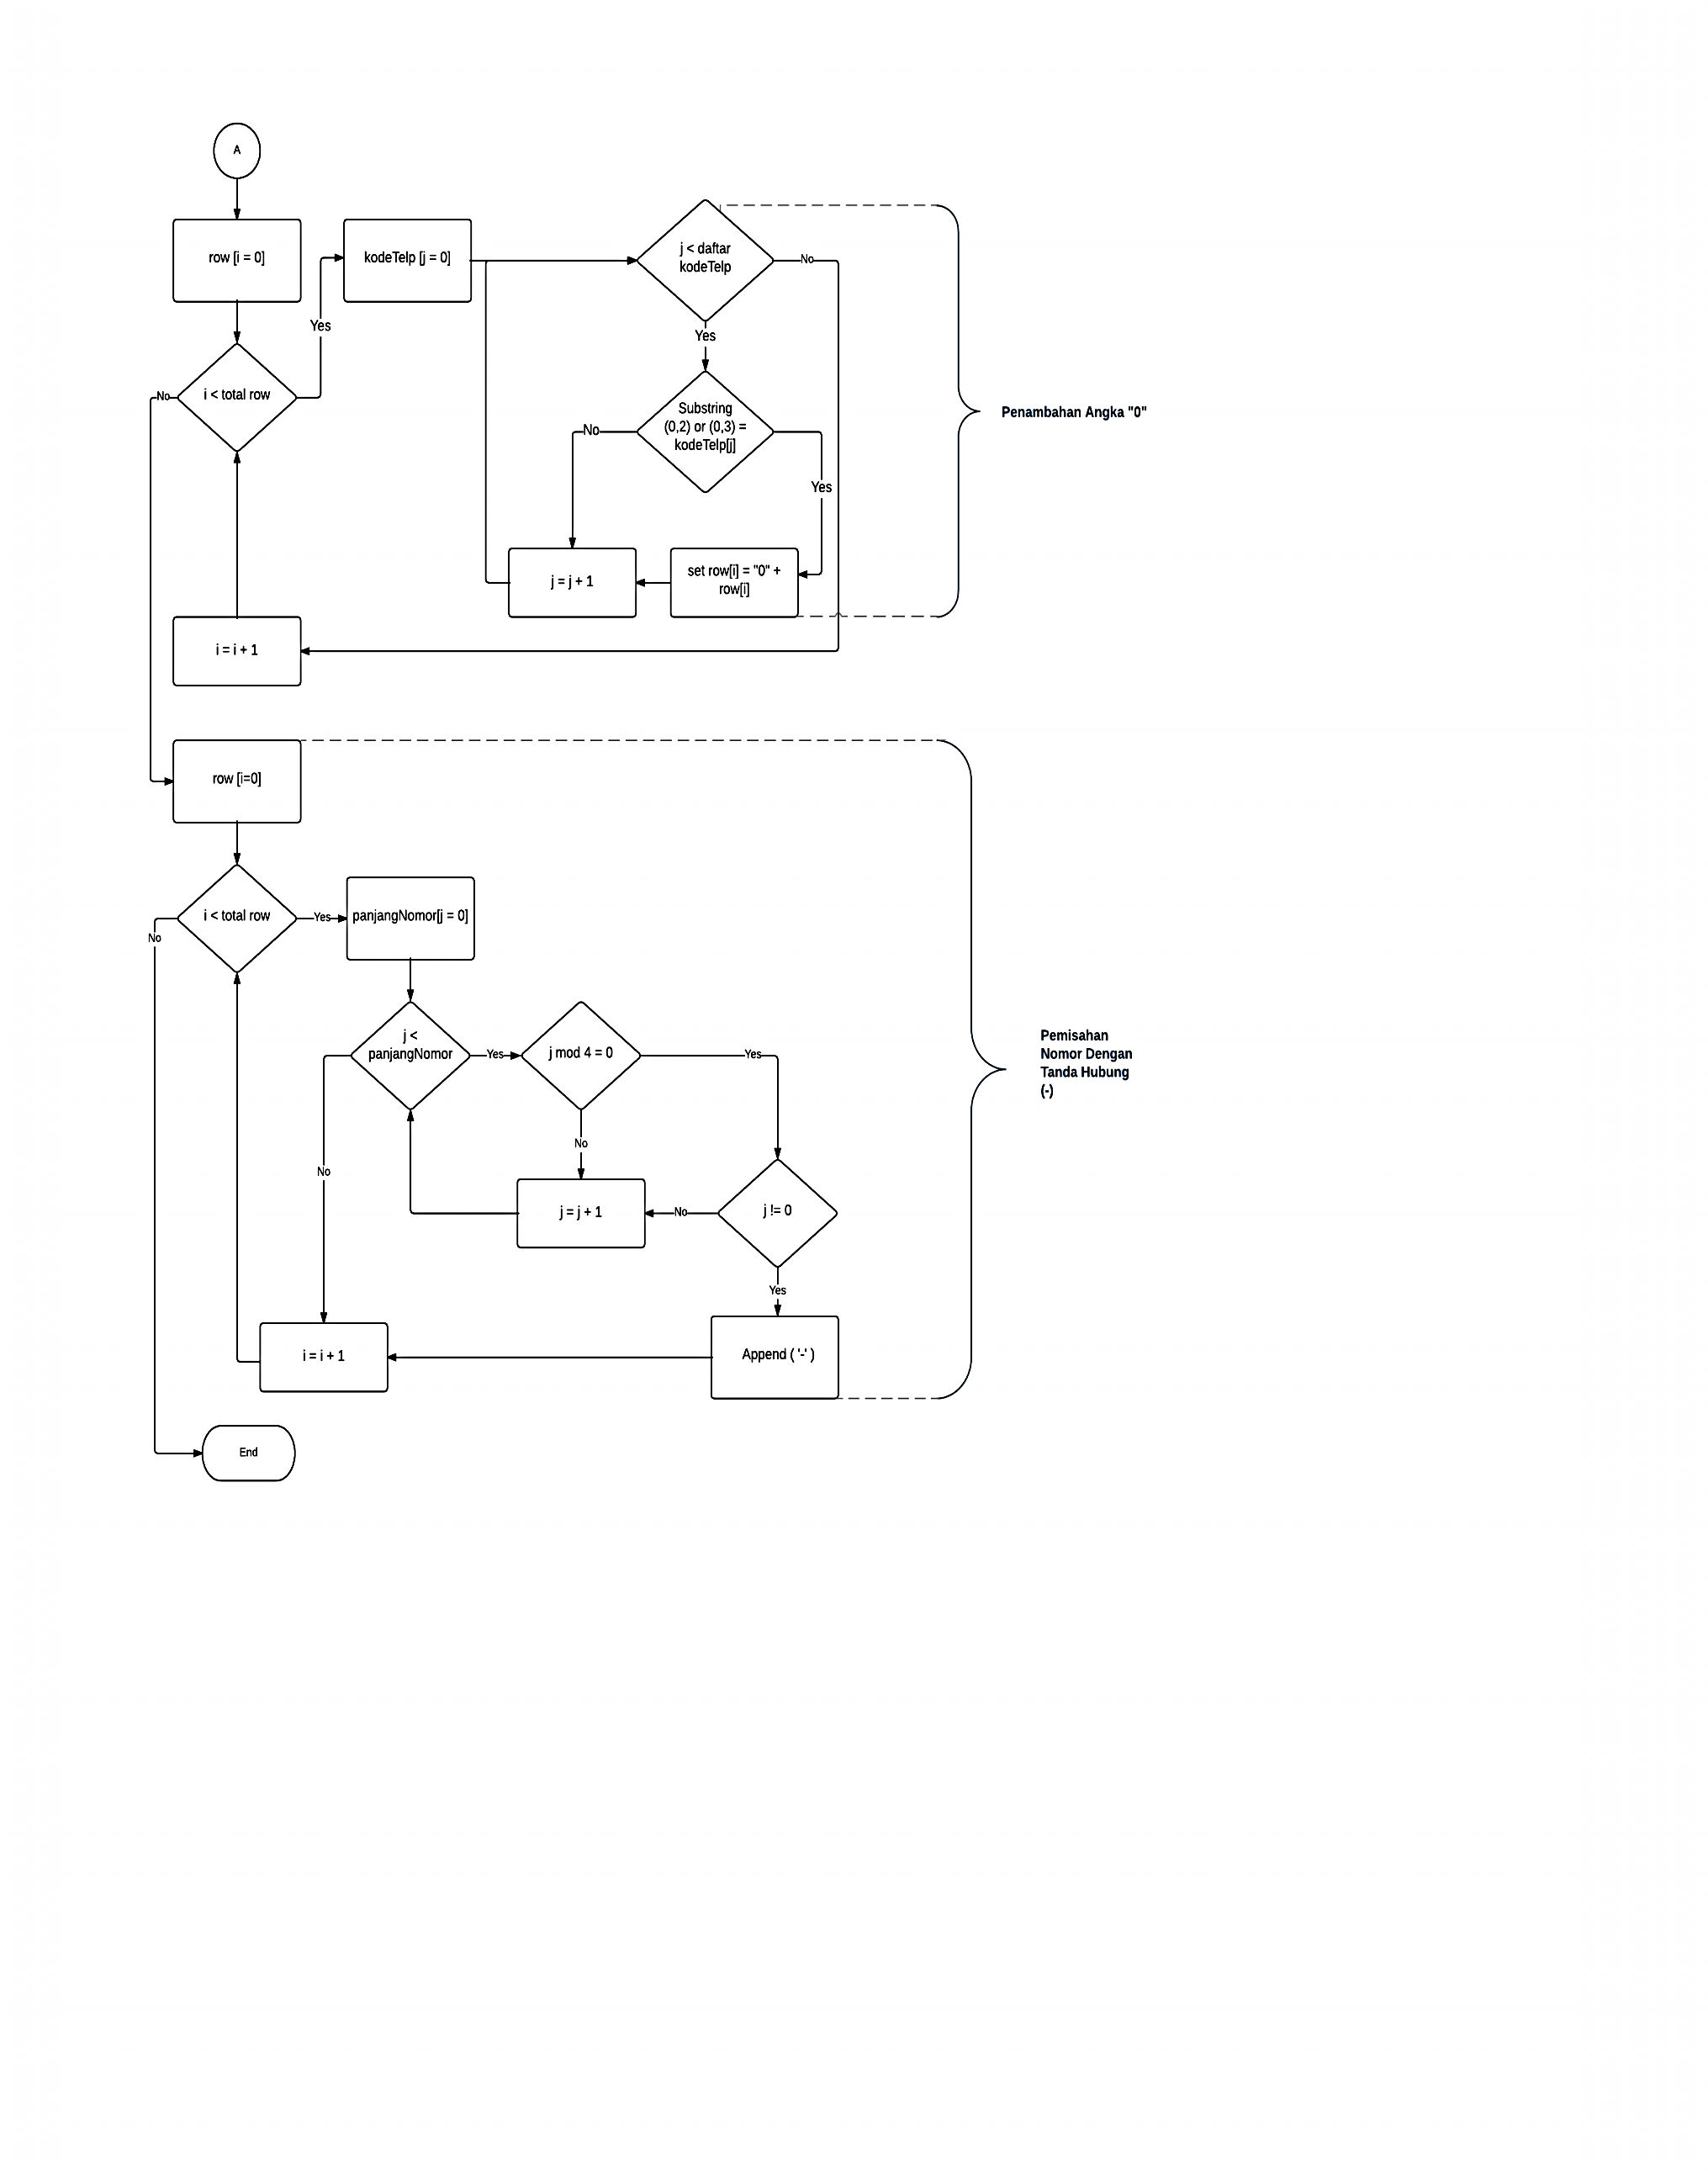 A
row [i = 0]
kodeTelp [j = 0]
j < daftar
kodeTelp
No
Yes
Yes
i < total row
No
Substring
(0,2) or (0,3) =
kodeTelp[j]
No
Yes
Penambahan Angka "0"
j = j + 1
set row[i] = "0" +
row[i]
i = i + 1
row [i=0]
i < total row
Yes
No
panjangNomor[j = 0]
j <
panjangNomor
Yes
j mod 4 = 0
Yes
No
No
j = j + 1
No
j != 0
Yes
Pemisahan
Nomor Dengan
Tanda Hubung
(-)
i = i + 1
Append ( '-' )
End